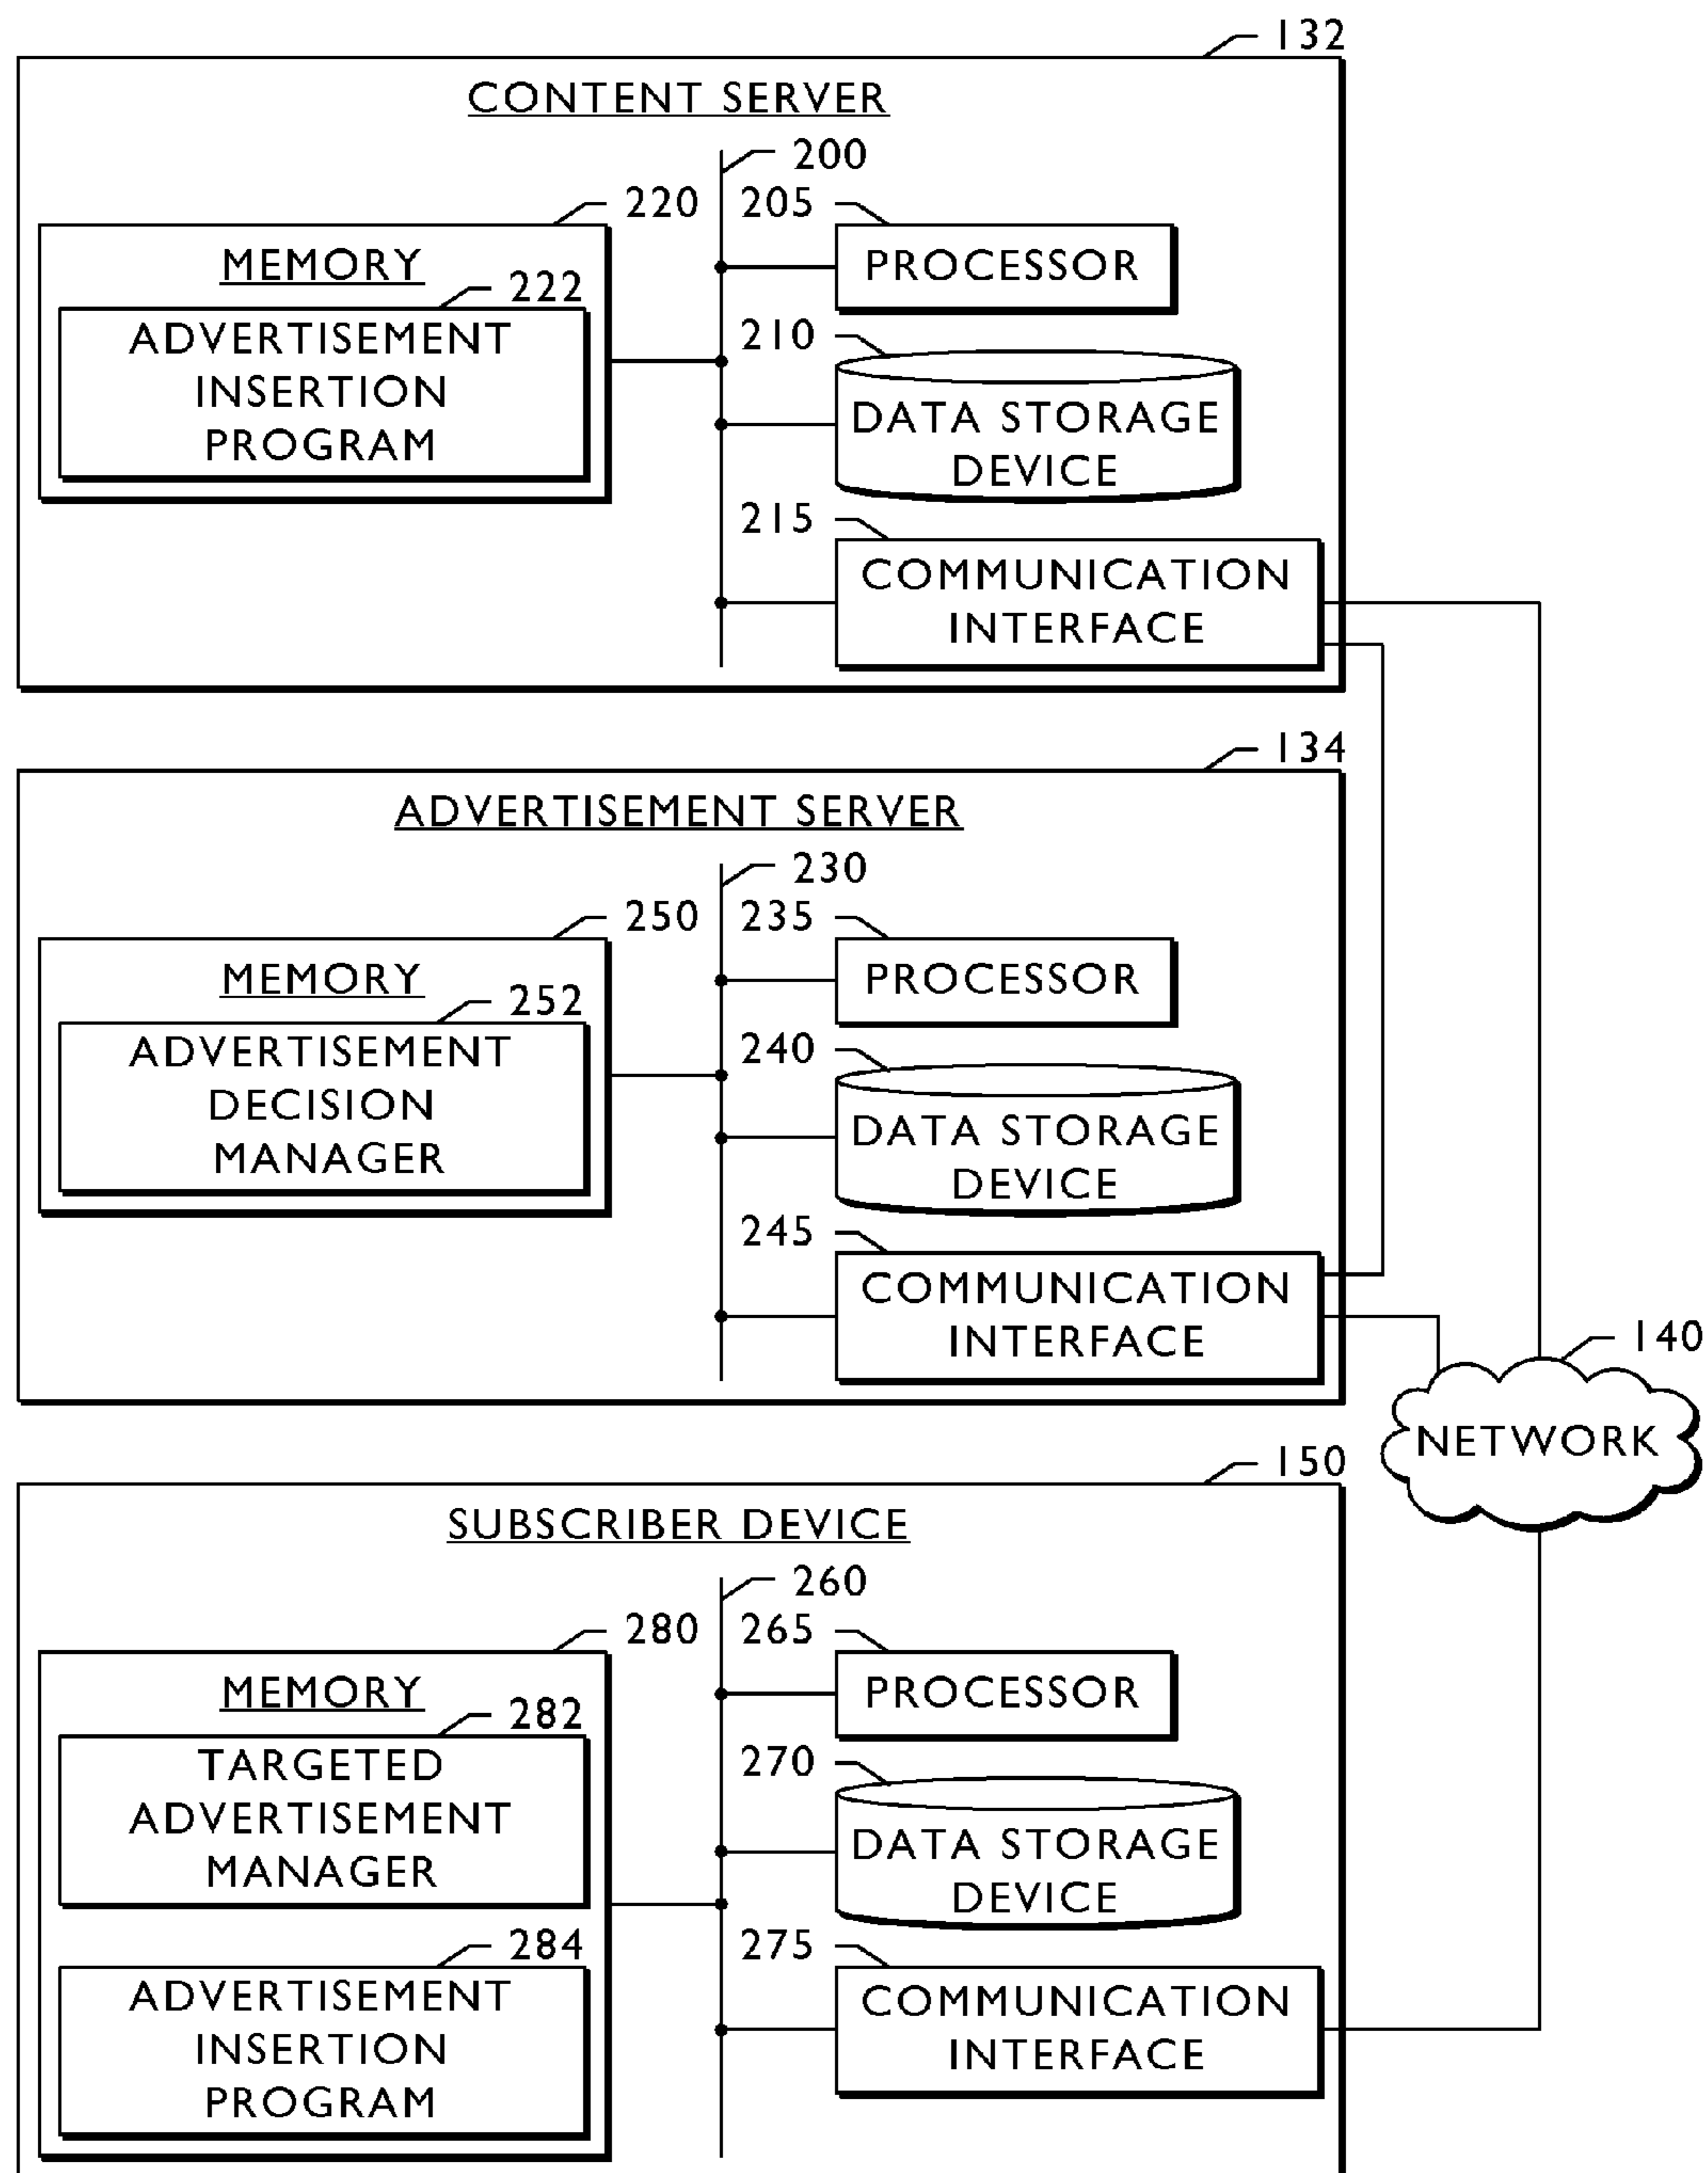 132
CONTENT SERVER
200
220
205
MEMORY
PROCESSOR
222
ADVERTISEMENT
INSERTION
PROGRAM
210
DATA STORAGE
DEVICE
215
COMMUNICATION
INTERFACE
134
ADVERTISEMENT SERVER
230
250
235
MEMORY
PROCESSOR
252
ADVERTISEMENT
DECISION
MANAGER
240
DATA STORAGE
DEVICE
245
COMMUNICATION
INTERFACE
140
NETWORK
150
SUBSCRIBER DEVICE
260
280
265
MEMORY
PROCESSOR
282
TARGETED
ADVERTISEMENT
MANAGER
270
DATA STORAGE
DEVICE
284
ADVERTISEMENT
INSERTION
PROGRAM
275
COMMUNICATION
INTERFACE